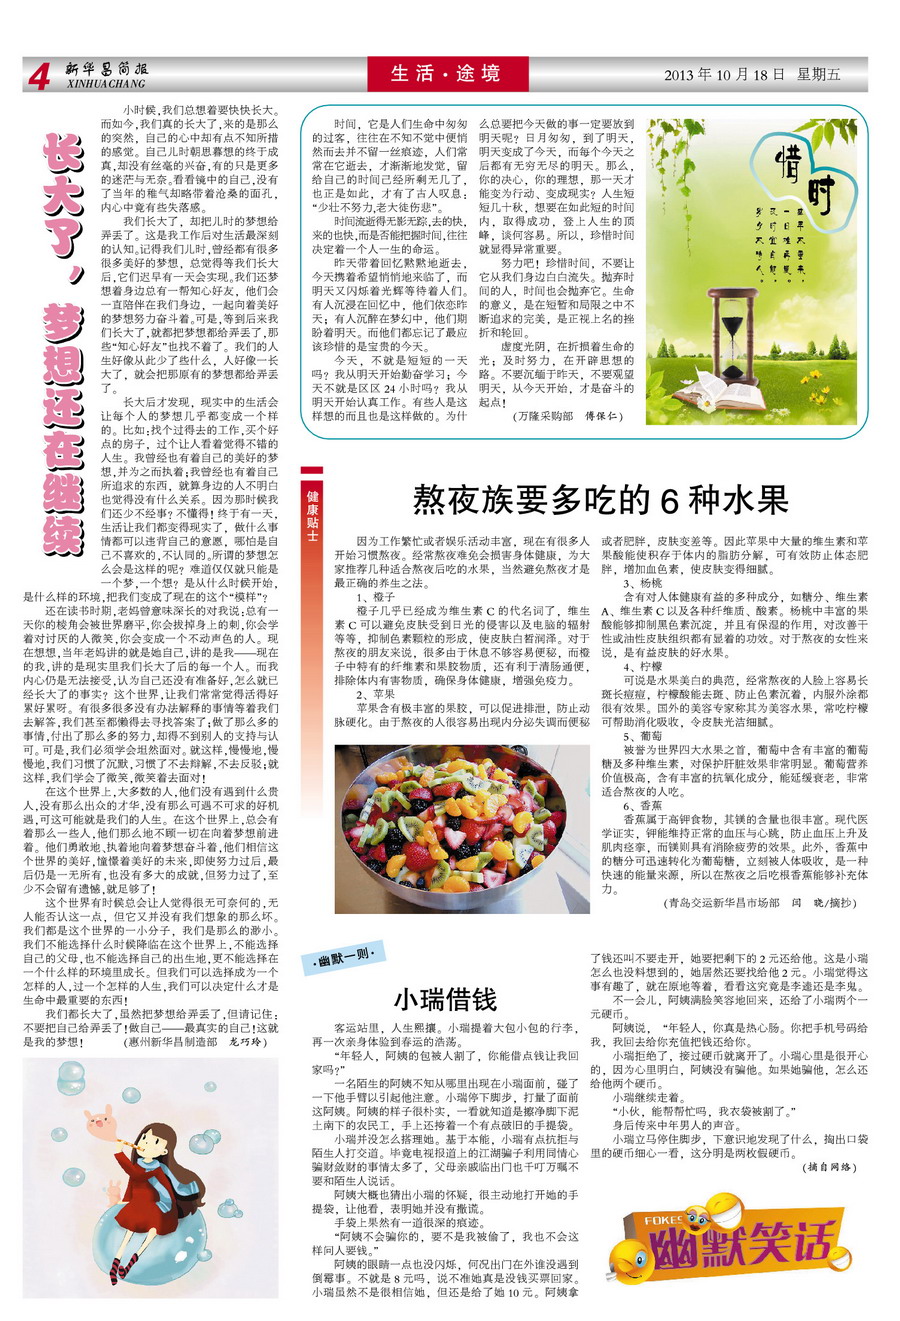 4
新华昌简报
XINHUACHANG
生活·途境
2013年10月18日 星期五
长大了，梦想还在继续
小时候,我们总想着要快快长大。
而如今,我们真的长大了,来的是那么
的突然，自己的心中却有点不知所措
的感觉。自己儿时朝思暮想的终于成
真,却没有丝毫的兴奋,有的只是更多
的迷茫与无奈。看看镜中的自己,没有
了当年的稚气却略带着沧桑的面孔，
内心中竟有些失落感。
我们长大了，却把儿时的梦想给
弄丢了。这是我工作后对生活最深刻
的认知。记得我们儿时,曾经都有很多
很多美好的梦想，总觉得等我们长大
后,它们迟早有一天会实现。我们还梦
想着身边总有一帮知心好友，他们会
一直陪伴在我们身边，一起向着美好
的梦想努力奋斗着。可是,等到后来我
们长大了,就都把梦想都给弄丢了,那
些“知心好友”也找不着了。我们的人
生好像从此少了些什么，人好像一长
大了，就会把那原有的梦想都给弄丢
了。
长大后才发现，现实中的生活会
让每个人的梦想几乎都变成一个样
的。比如:找个过得去的工作,买个好
点的房子，过个让人看着觉得不错的
人生。我曾经也有着自己的美好的梦
想,并为之而执着;我曾经也有着自己
所追求的东西，就算身边的人不明白
也觉得没有什么关系。因为那时候我
们还少不经事? 不懂得! 终于有一天,
生活让我们都变得现实了，做什么事
情都可以违背自己的意愿，哪怕是自
己不喜欢的,不认同的。所谓的梦想怎
么会是这样的呢? 难道仅仅就只能是
一个梦,一个想? 是从什么时候开始，
是什么样的环境,把我们变成了现在的这个“模样”?
还在读书时期,老妈曾意味深长的对我说:总有一
天你的棱角会被世界磨平,你会拔掉身上的刺,你会学
着对讨厌的人微笑,你会变成一个不动声色的人。现
在想想,当年老妈讲的就是她自己,讲的是我——现在
的我,讲的是现实里我们长大了后的每一个人。而我
内心仍是无法接受,认为自己还没有准备好,怎么就已
经长大了的事实? 这个世界,让我们常常觉得活得好
累好累呀。有很多很多没有办法解释的事情等着我们
去解答,我们甚至都懒得去寻找答案了;做了那么多的
事情,付出了那么多的努力,却得不到别人的支持与认
可。可是,我们必须学会坦然面对。就这样,慢慢地,慢
慢地,我们习惯了沉默,习惯了不去辩解,不去反驳;就
这样,我们学会了微笑,微笑着去面对!
在这个世界上,大多数的人,他们没有遇到什么贵
人,没有那么出众的才华,没有那么可遇不可求的好机
遇,可这可能就是我们的人生。在这个世界上,总会有
着那么一些人,他们那么地不顾一切在向着梦想前进
着。他们勇敢地,执着地向着梦想奋斗着,他们相信这
个世界的美好,憧憬着美好的未来,即使努力过后,最
后仍是一无所有,也没有多大的成就,但努力过了,至
少不会留有遗憾,就足够了!
这个世界有时候总会让人觉得很无可奈何的,无
人能否认这一点，但它又并没有我们想象的那么坏。
我们都是这个世界的一小分子，我们是那么的渺小。
我们不能选择什么时候降临在这个世界上,不能选择
自己的父母,也不能选择自己的出生地,更不能选择在
一个什么样的环境里成长。但我们可以选择成为一个
怎样的人,过一个怎样的人生,我们可以决定什么才是
生命中最重要的东西!
我们都长大了,虽然把梦想给弄丢了,但请记住:
不要把自己给弄丢了!做自己——最真实的自己!这就
是我的梦想! (惠州新华昌制造部 龙巧玲)
时间，它是人们生命中匆匆
的过客，往往在不知不觉中便悄
然而去并不留一丝痕迹，人们常
常在它逝去，才渐渐地发觉，留
给自己的时间已经所剩无几了，
也正是如此，才有了古人叹息:
“少壮不努力,老大徒伤悲”。
时间流逝得无影无踪,去的快,
来的也快,而是否能把握时间,往往
决定着一个人一生的命运。
昨天带着回忆黙黙地逝去，
今天携着希望悄悄地来临了，而
明天又闪烁着光辉等待着人们。
有人沉浸在回忆中，他们依恋昨
天；有人沉醉在梦幻中，他们期
盼着明天。而他们都忘记了最应
该珍惜的是宝贵的今天。
今天，不就是短短的一天
吗？我从明天开始勤奋学习；今
天不就是区区 24 小时吗？我从
明天开始认真工作。有些人是这
样想的而且也是这样做的。为什
么总要把今天做的事一定要放到
明天呢？日月匆匆，到了明天，
明天变成了今天，而每个今天之
后都有无穷无尽的明天。那么，
你的决心，你的理想，那一天才
能变为行动、变成现实？人生短
短几十秋，想要在如此短的时间
内，取得成功，登上人生的顶
峰，谈何容易。所以，珍惜时间
就显得异常重要。
努力吧！珍惜时间，不要让
它从我们身边白白流失。抛弃时
间的人，时间也会抛弃它。生命
的意义，是在短暂和局限之中不
断追求的完美，是正视上名的挫
折和轮回。
虚度光阴，在折损着生命的
光；及时努力，在开辟思想的
路。不要沉缅于昨天，不要观望
明天，从今天开始，才是奋斗的
起点！
(万隆采购部 傅保仁)
惜时
盛年不重来，
一日难再晨。
及时宜自勉，
岁月不待人。
健康贴士
熬夜族要多吃的 6 种水果
因为工作繁忙或者娱乐活动丰富，现在有很多人
开始习惯熬夜。经常熬夜难免会损害身体健康，为大
家推荐几种适合熬夜后吃的水果，当然避免熬夜才是
最正确的养生之法。
1、橙子
橙子几乎已经成为维生素 C 的代名词了，维生
素 C 可以避免皮肤受到日光的侵害以及电脑的辐射
等等，抑制色素颗粒的形成，使皮肤白皙润泽。对于
熬夜的朋友来说，很多由于休息不够容易便秘，而橙
子中特有的纤维素和果胶物质，还有利于清肠通便，
排除体内有害物质，确保身体健康，增强免疫力。
2、苹果
苹果含有极丰富的果胶，可以促进排泄，防止动
脉硬化。由于熬夜的人很容易出现内分泌失调而便秘
或者肥胖，皮肤变差等。因此苹果中大量的维生素和苹
果酸能使积存于体内的脂肪分解，可有效防止体态肥
胖，增加血色素，使皮肤变得细腻。
3、杨桃
含有对人体健康有益的多种成分，如糖分、维生素
A、维生素 C 以及各种纤维质、酸素。杨桃中丰富的果
酸能够抑制黑色素沉淀，并且有保湿的作用，对改善干
性或油性皮肤组织都有显着的功效。对于熬夜的女性来
说，是有益皮肤的好水果。
4、柠檬
可说是水果美白的典范，经常熬夜的人脸上容易长
斑长痘痘，柠檬酸能去斑、防止色素沉着，内服外涂都
很有效果。国外的美容专家称其为美容水果，常吃柠檬
可帮助消化吸收，令皮肤光洁细腻。
5、葡萄
被誉为世界四大水果之首，葡萄中含有丰富的葡萄
糖及多种维生素，对保护肝脏效果非常明显。葡萄营养
价值极高，含有丰富的抗氧化成分，能延缓衰老，非常
适合熬夜的人吃。
6、香蕉
香蕉属于高钾食物，其镁的含量也很丰富。现代医
学证实，钾能维持正常的血压与心跳，防止血压上升及
肌肉痉挛，而镁则具有消除疲劳的效果。此外，香蕉中
的糖分可迅速转化为葡萄糖，立刻被人体吸收，是一种
快速的能量来源，所以在熬夜之后吃根香蕉能够补充体
力。
(青岛交运新华昌市场部 闫 晓/摘抄)
·幽默一则·
小瑞借钱
客运站里，人生熙攘。小瑞提着大包小包的行李，
再一次亲身体验到春运的浩荡。
“年轻人，阿姨的包被人割了，你能借点钱让我回
家吗?”
一名陌生的阿姨不知从哪里出现在小瑞面前，碰了
一下他手臂以引起他注意。小瑞停下脚步，打量了面前
这阿姨。阿姨的样子很朴实，一看就知道是擦净脚下泥
土南下的农民工，手上还挎着一个有点破旧的手提袋。
小瑞并没怎么搭理她。基于本能，小瑞有点抗拒与
陌生人打交道。毕竟电视报道上的江湖骗子利用同情心
骗财敛财的事情太多了，父母亲戚临出门也千叮万嘱不
要和陌生人说话。
阿姨大概也猜出小瑞的怀疑，很主动地打开她的手
提袋，让他看，表明她并没有撒谎。
手袋上果然有一道很深的痕迹。
“阿姨不会骗你的，要不是我被偷了，我也不会这
样问人要钱。”
阿姨的眼睛一点也没闪烁，何况出门在外谁没遇到
倒霉事。不就是 8 元吗，说不准她真是没钱买票回家。
小瑞虽然不是很相信她，但还是给了她 10 元。阿姨拿
了钱还叫不要走开，她要把剩下的 2 元还给他。这是小瑞
怎么也没料想到的，她居然还要找给他 2 元。小瑞觉得这
事有趣了，就在原地等着，看看这究竟是李逵还是李鬼。
不一会儿，阿姨满脸笑容地回来，还给了小瑞两个一
元硬币。
阿姨说，“年轻人，你真是热心肠。你把手机号码给
我，我回去给你充值把钱还给你。
小瑞拒绝了，接过硬币就离开了。小瑞心里是很开心
的，因为心里明白，阿姨没有骗他。如果她骗他，怎么还
给他两个硬币。
小瑞继续走着。
“小伙，能帮帮忙吗，我衣袋被割了。”
身后传来中年男人的声音。
小瑞立马停住脚步，下意识地发现了什么，掏出口袋
里的硬币细心一看，这分明是两枚假硬币。
(摘自网络)
FOKES
幽默笑话